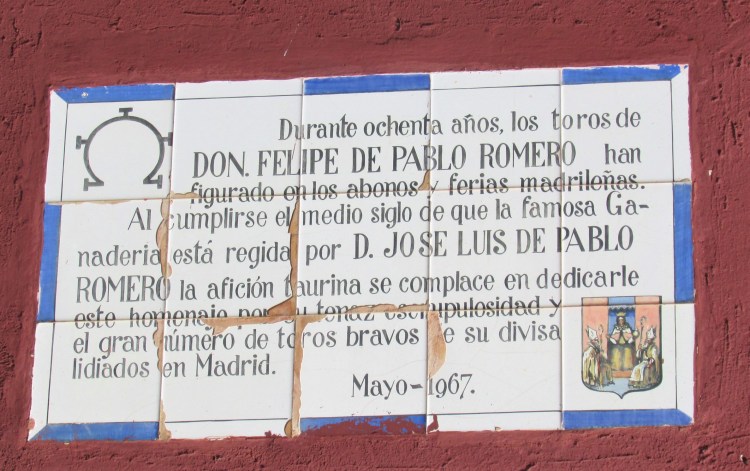 Durante ochenta años, los toros de
DON. FELIPE DE PABLO ROMERO han
figurado en los abonos y ferias madrileñas.
Al cumplirse el medio siglo de que la famosa Ga-
naderia está regida por D. JOSE LUIS DE PABLO
ROMERO la afición taurina se complace en dedicarle
este homenaje por su tenaz escrupulosidad y
el gran número de toros bravos de su divisa
lidiados en Madrid.
Mayo-1967.